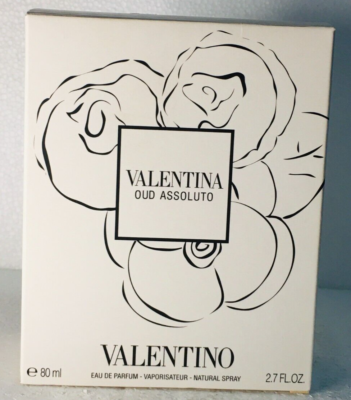 VALENTINA
OUD ASSOLUTO
VALENTINO
℮ 80 ml
EAU DE PARFUM - VAPORISATEUR - NATURAL SPRAY
2.7 FL.OZ.